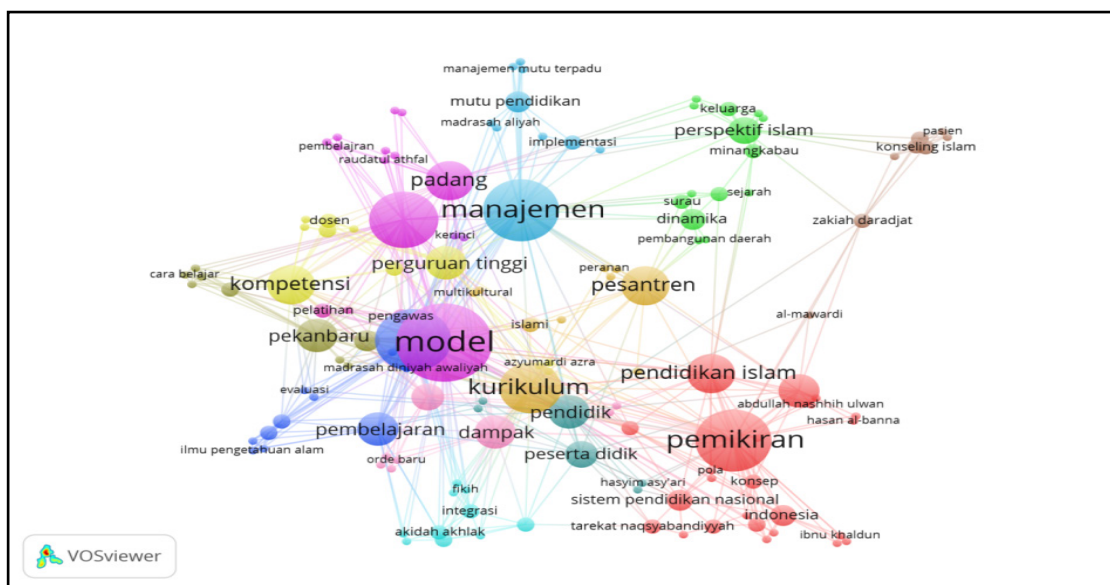 manajemen mutu terpadu
mutu pendidikan
madrasah aliyah
implementasi
keluarga
perspektif islam
minangkabau
pasien
konseling islam
pembelajran
raudatul athfal
padang
manajemen
kerinci
surau
sejarah
dinamika
pembangunan daerah
zakiah daradjat
dosen
cara belajar
kompetensi
perguruan tinggi
multikultural
peranan
pesantren
pelatihan
pengawas
islami
al-mawardi
pekanbaru
model
madrasah diniyah awaliyah
azyumardi azra
kurikulum
pendidikan islam
evaluasi
abdullah nashhih ulwan
hasan al-banna
pembelajaran
dampak
pendidik
pemikiran
ilmu pengetahuan alam
orde baru
peserta didik
pola
konsep
hasyim asy'ari
fikih
integrasi
akidah akhlak
sistem pendidikan nasional
indonesia
tarekat naqsyabandiyyah
ibnu khaldun
VOSviewer